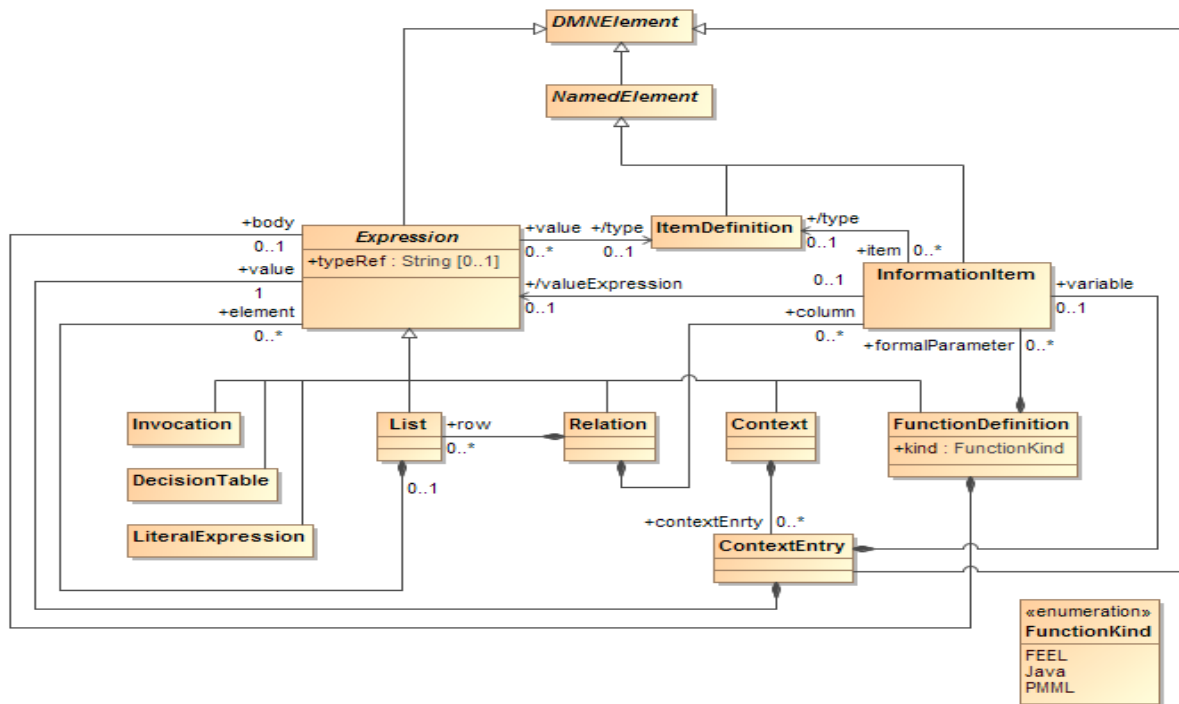 DMNElement
NamedElement
+body
0..1
Expression
+typeRef : String [0..1]
+value
0..*
+/type
0..1
ItemDefinition
+/type
0..1
+item
0..*
InformationItem
+value
1
+/valueExpression
0..1
0..1
+variable
0..1
+element
0..*
+column
0..*
+formalParameter
0..*
Invocation
List
+row
0..*
Relation
Context
FunctionDefinition
+kind : FunctionKind
DecisionTable
0..1
LiteralExpression
+contextEnrty
0..*
ContextEntry
«enumeration»
FunctionKind
FEEL
Java
PMML